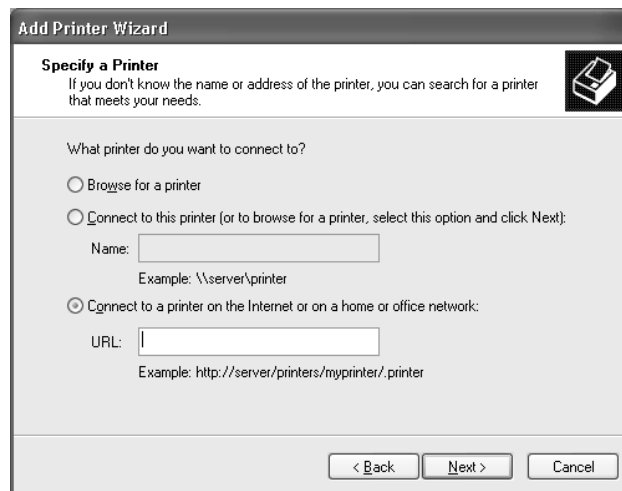 Add Printer Wizard
Specify a Printer
If you don't know the name or address of the printer, you can search for a printer
that meets your needs.
What printer do you want to connect to?
Browse for a printer
Connect to this printer (or to browse for a printer, select this option and click Next):
Name:
Example: \\server\printer
Connect to a printer on the Internet or on a home or office network:
URL:
Example: http://server/printers/myprinter/.printer
< Back Next > Cancel